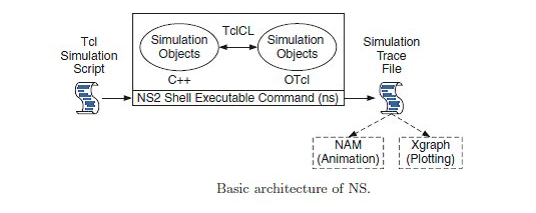 Tcl
Simulation
Script
TclCL
Simulation
Objects
Simulation
Objects
C++
OTcl
NS2 Shell Executable Command (ns)
Simulation
Trace
File
NAM
(Animation)
Xgraph
(Plotting)
Basic architecture of NS.